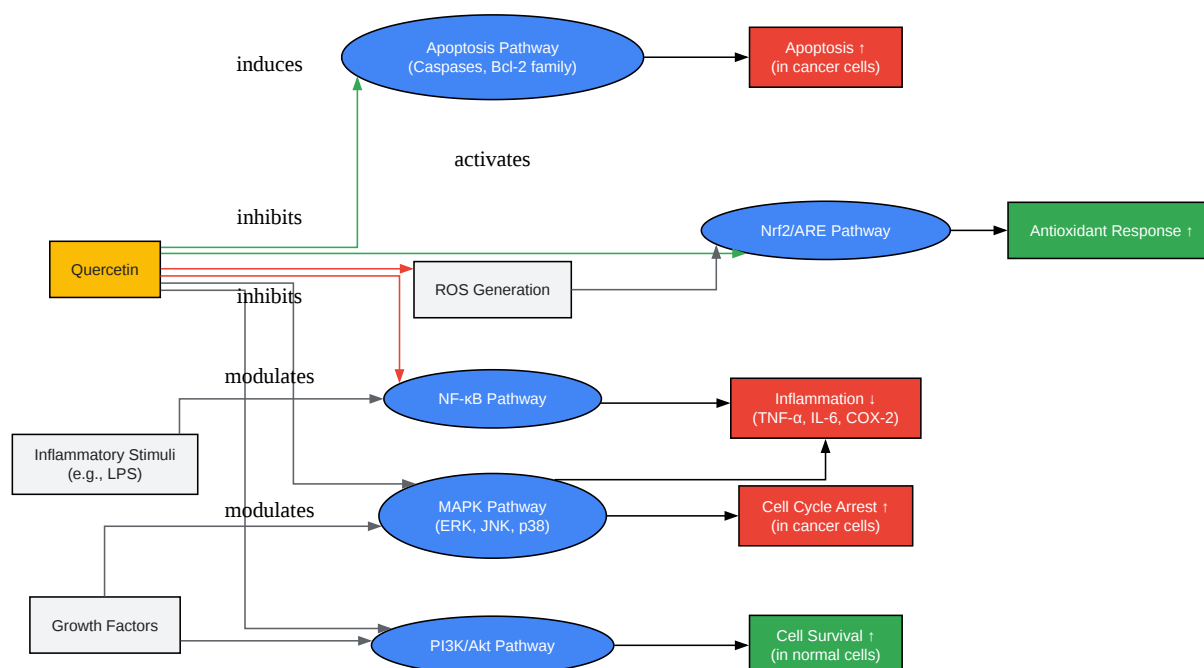 Apoptosis Pathway
(Caspases, Bcl-2 family)
Apoptosis ↑
(in cancer cells)
induces
activates
inhibits
Nrf2/ARE Pathway
Antioxidant Response ↑
Quercetin
ROS Generation
inhibits
modulates
NF-κB Pathway
Inflammation ↓
(TNF-α, IL-6, COX-2)
Inflammatory Stimuli
(e.g., LPS)
modulates
MAPK Pathway
(ERK, JNK, p38)
Cell Cycle Arrest ↑
(in cancer cells)
Growth Factors
PI3K/Akt Pathway
Cell Survival ↑
(in normal cells)